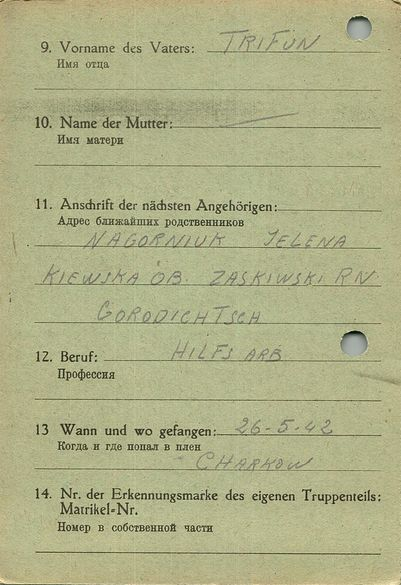 9. Vorname des Vaters: TRIFUN
Имя отца
10. Name der Mutter:
Имя матери
11. Anschrift der nächsten Angehörigen:
Адрес ближайших родственников
NAGORNIUK JELENA
KIEWSKA OB. ZASKIWSKI RN
GORODICHTSCH
12. Beruf: HILFS ARB
Профессия
13 Wann und wo gefangen: 26-5-42
Когда и где попал в плен
CHARKOW
14. Nr. der Erkennungsmarke des eigenen Truppenteils:
Matrikel-Nr.
Номер в собственной части